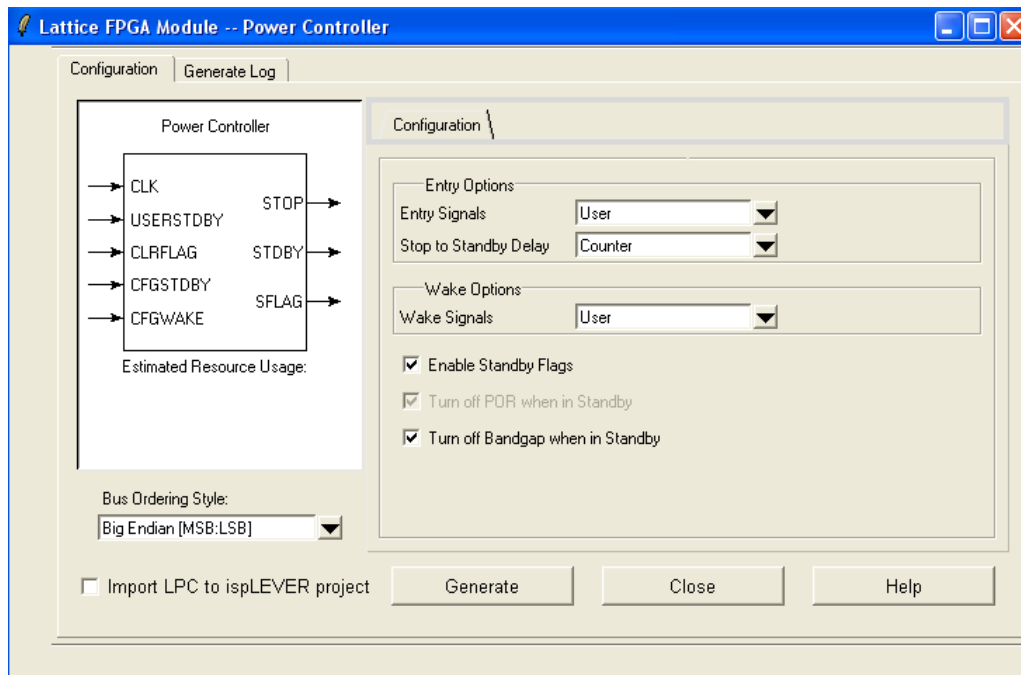 Lattice FPGA Module -- Power Controller
Configuration
Generate Log
Power Controller
CLK
USERSTDBY
CLRFLAG
CFGSTDBY
CFGWAKE
STOP
STDBY
SFLAG
Estimated Resource Usage:
Bus Ordering Style:
Big Endian [MSB:LSB]
Configuration
Entry Options
Entry Signals User
Stop to Standby Delay Counter
Wake Options
Wake Signals User
Enable Standby Flags
Turn off POR when in Standby
Turn off Bandgap when in Standby
Import LPC to ispLEVER project
Generate
Close
Help